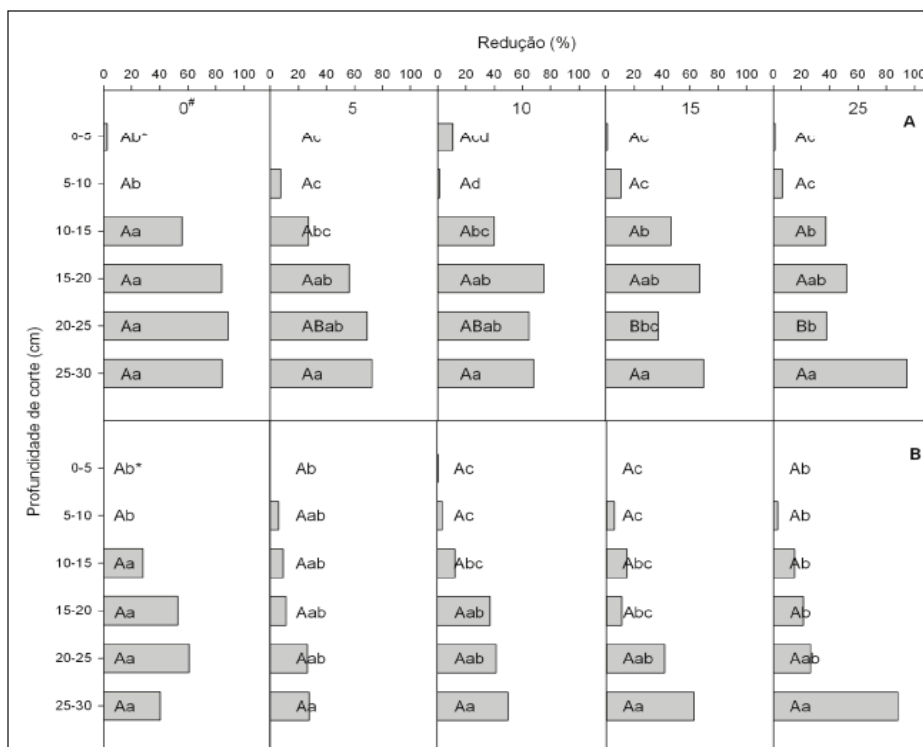 Redução (%)
0 20 40 60 80 100 0 20 40 60 80 100 0 20 40 60 80 100 0 20 40 60 80 100 0 20 40 60 80 100
0# 5 10 15 25 A
0-5 Ab* Ac Acd Ac Ac
5-10 Ab Ac Ad Ac Ac
10-15 Aa Abc Abc Ab Ab
15-20 Aa Aab Aab Aab Aab
20-25 Aa ABab ABab Bbc Bb
25-30 Aa Aa Aa Aa Aa
Profundidade de corte (cm)
B
0-5 Ab* Ab Ac Ac Ab
5-10 Ab Aab Ac Ac Ab
10-15 Aa Aab Abc Abc Ab
15-20 Aa Aab Aab Abc Ab
20-25 Aa Aab Aab Aab Aab
25-30 Aa Aa Aa Aa Aa